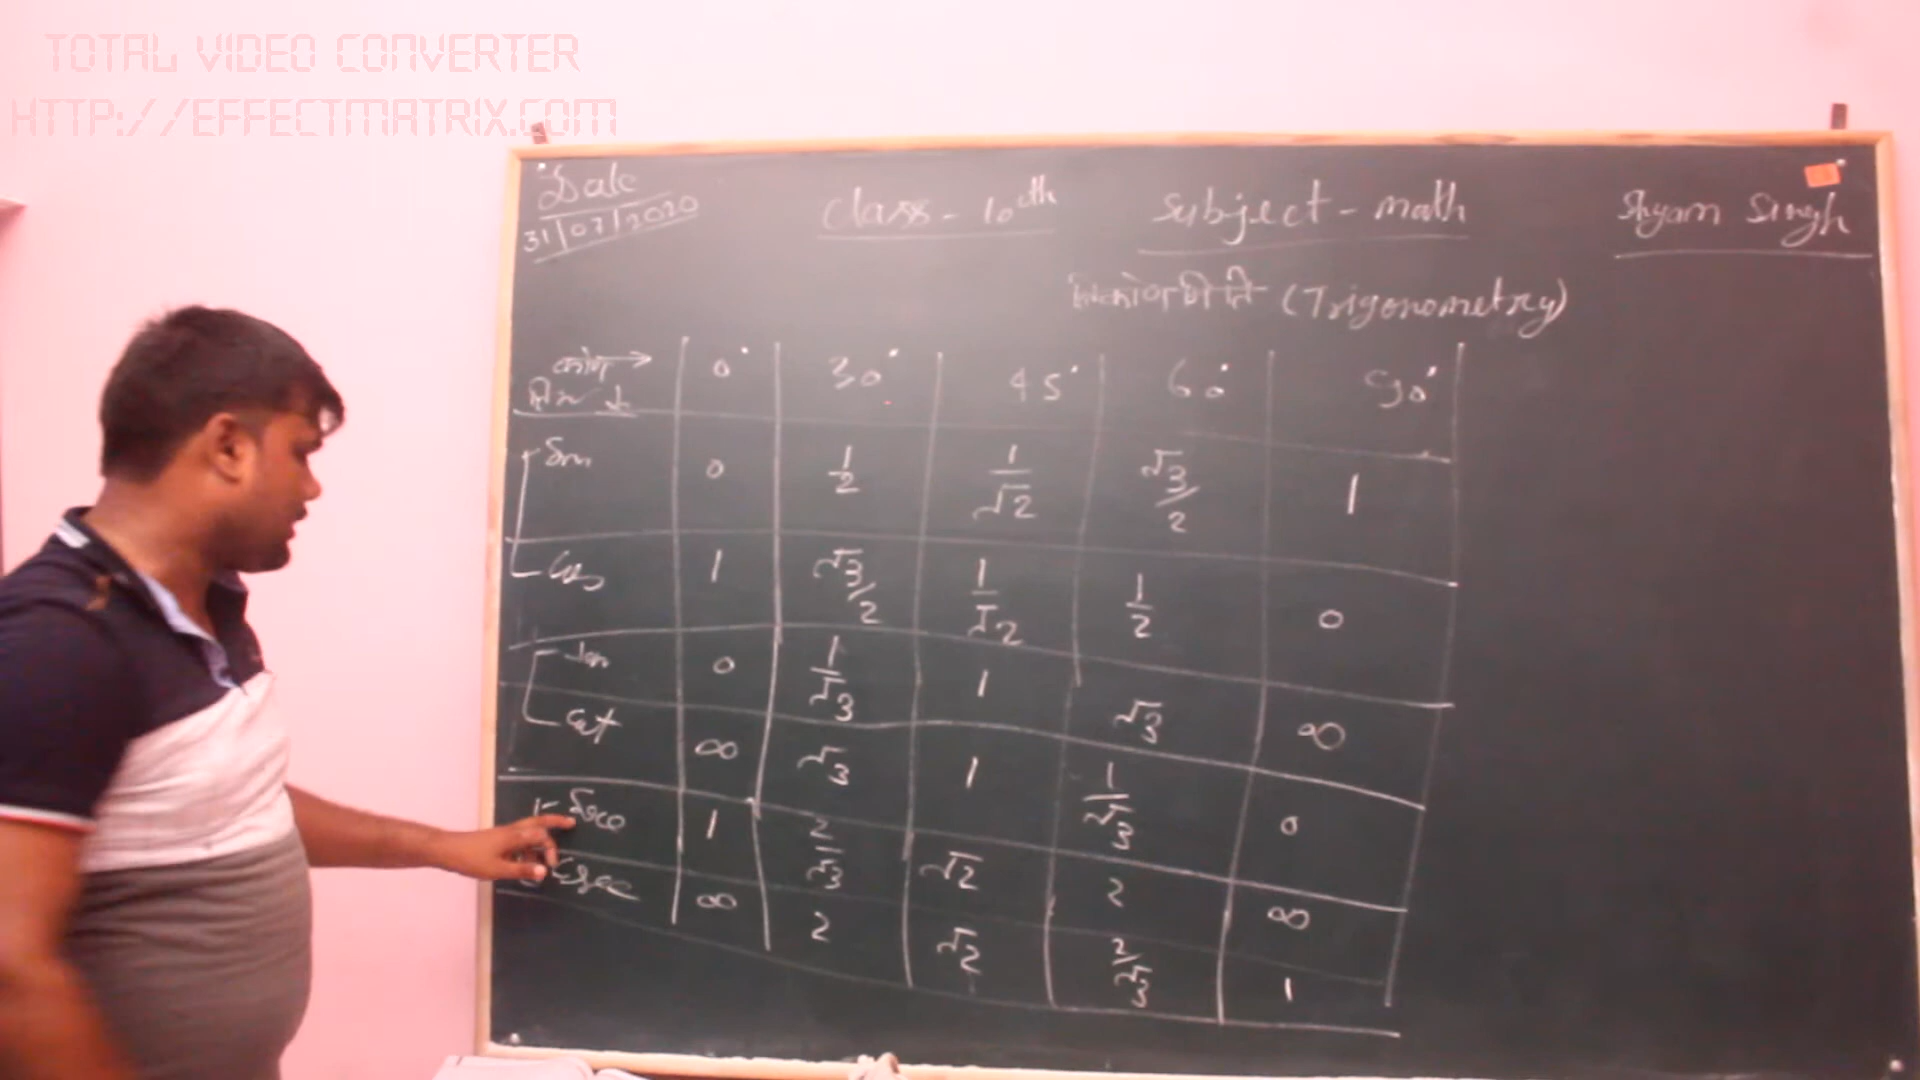 TOTAL VIDEO CONVERTER
HTTP://EFFECTMATRIX.COM
Date
31/07/2020
Class - 10th
Subject - math
Shyam Singh
त्रिकोणमिति (Trigonometry)
कोण → 0° 30° 45° 60° 90°
Sin 0 1/2 1/√2 √3/2 1
Cos 1 √3/2 1/√2 1/2 0
tan 0 1/√3 1 √3 ∞
Cot ∞ √3 1 1/√3 0
Sec 1 2/√3 √2 2 ∞
Cosec ∞ 2 √2 2/√3 1